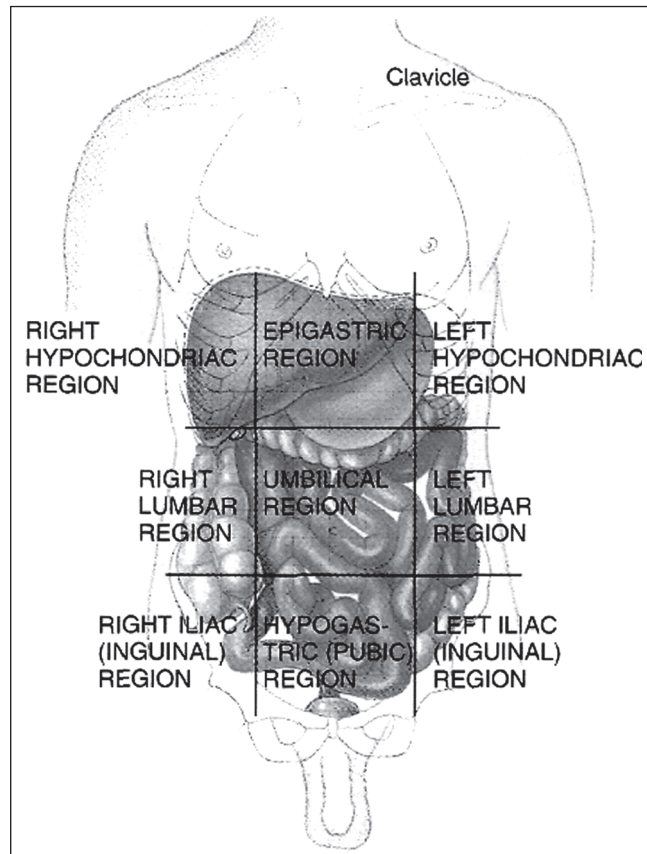 Clavicle
RIGHT
HYPOCHONDRIAC
REGION
EPIGASTRIC
REGION
LEFT
HYPOCHONDRIAC
REGION
RIGHT
LUMBAR
REGION
UMBILICAL
REGION
LEFT
LUMBAR
REGION
RIGHT ILIAC
(INGUINAL)
REGION
HYPOGAS-
TRIC (PUBIC)
REGION
LEFT ILIAC
(INGUINAL)
REGION